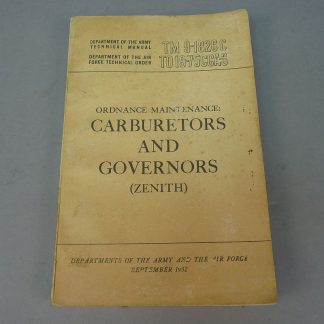 DEPARTMENT OF THE ARMY
TECHNICAL MANUAL
TM 9-1826C
DEPARTMENT OF THE AIR
FORCE TECHNICAL ORDER
ORDNANCE MAINTENANCE:
CARBURETORS
AND
GOVERNORS
(ZENITH)
DEPARTMENTS OF THE ARMY AND THE AIR FORCE
SEPTEMBER 1952